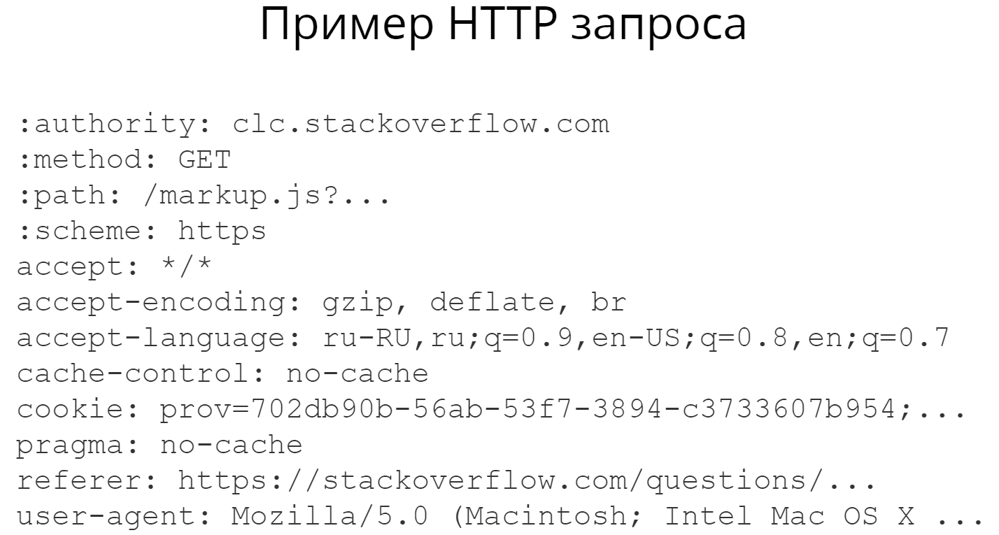 Пример HTTP запроса
:authority: clc.stackoverflow.com
:method: GET
:path: /markup.js?...
:scheme: https
accept: */*
accept-encoding: gzip, deflate, br
accept-language: ru-RU,ru;q=0.9,en-US;q=0.8,en;q=0.7
cache-control: no-cache
cookie: prov=702db90b-56ab-53f7-3894-c3733607b954;...
pragma: no-cache
referer: https://stackoverflow.com/questions/...
user-agent: Mozilla/5.0 (Macintosh; Intel Mac OS X ...